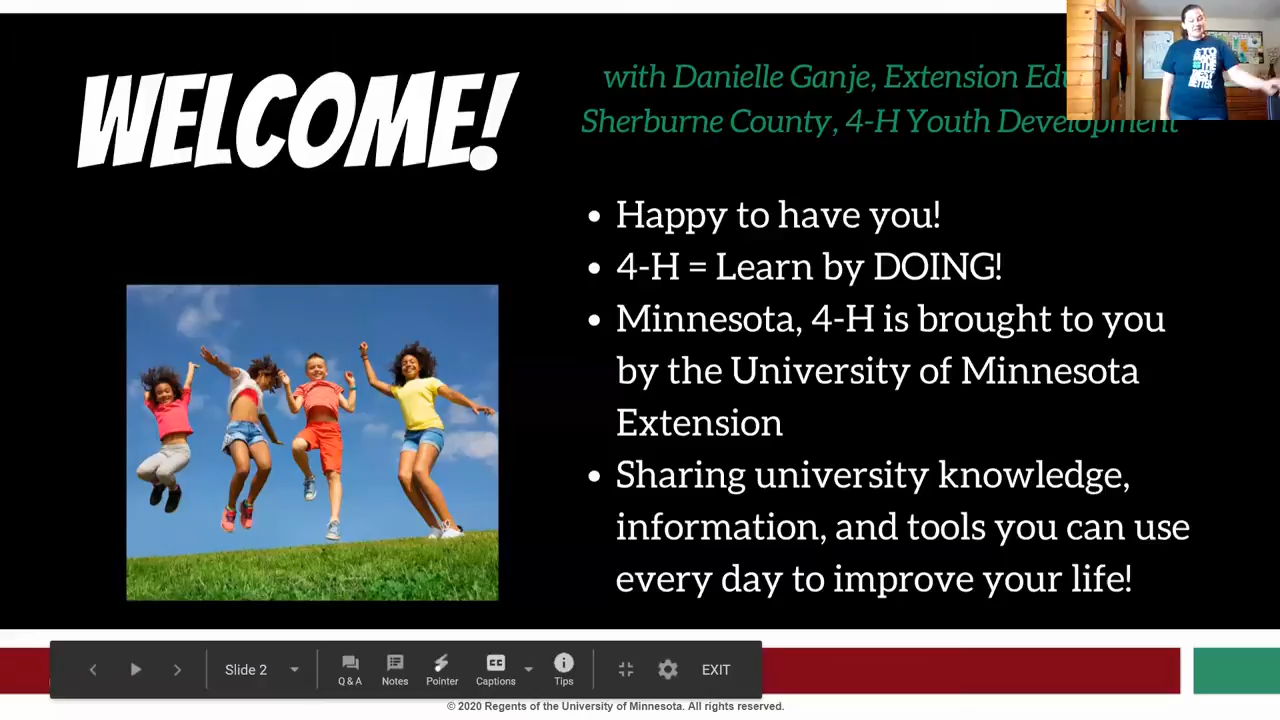 WELCOME!
with Danielle Ganje, Extension
Sherburne County, 4-H Youth Development
• Happy to have you!
• 4-H = Learn by DOING!
• Minnesota, 4-H is brought to you
by the University of Minnesota
Extension
• Sharing university knowledge,
information, and tools you can use
every day to improve your life!
Slide 2
Q & A
Notes
Pointer
CC
Captions
Tips
EXIT
© 2020 Regents of the University of Minnesota. All rights reserved.